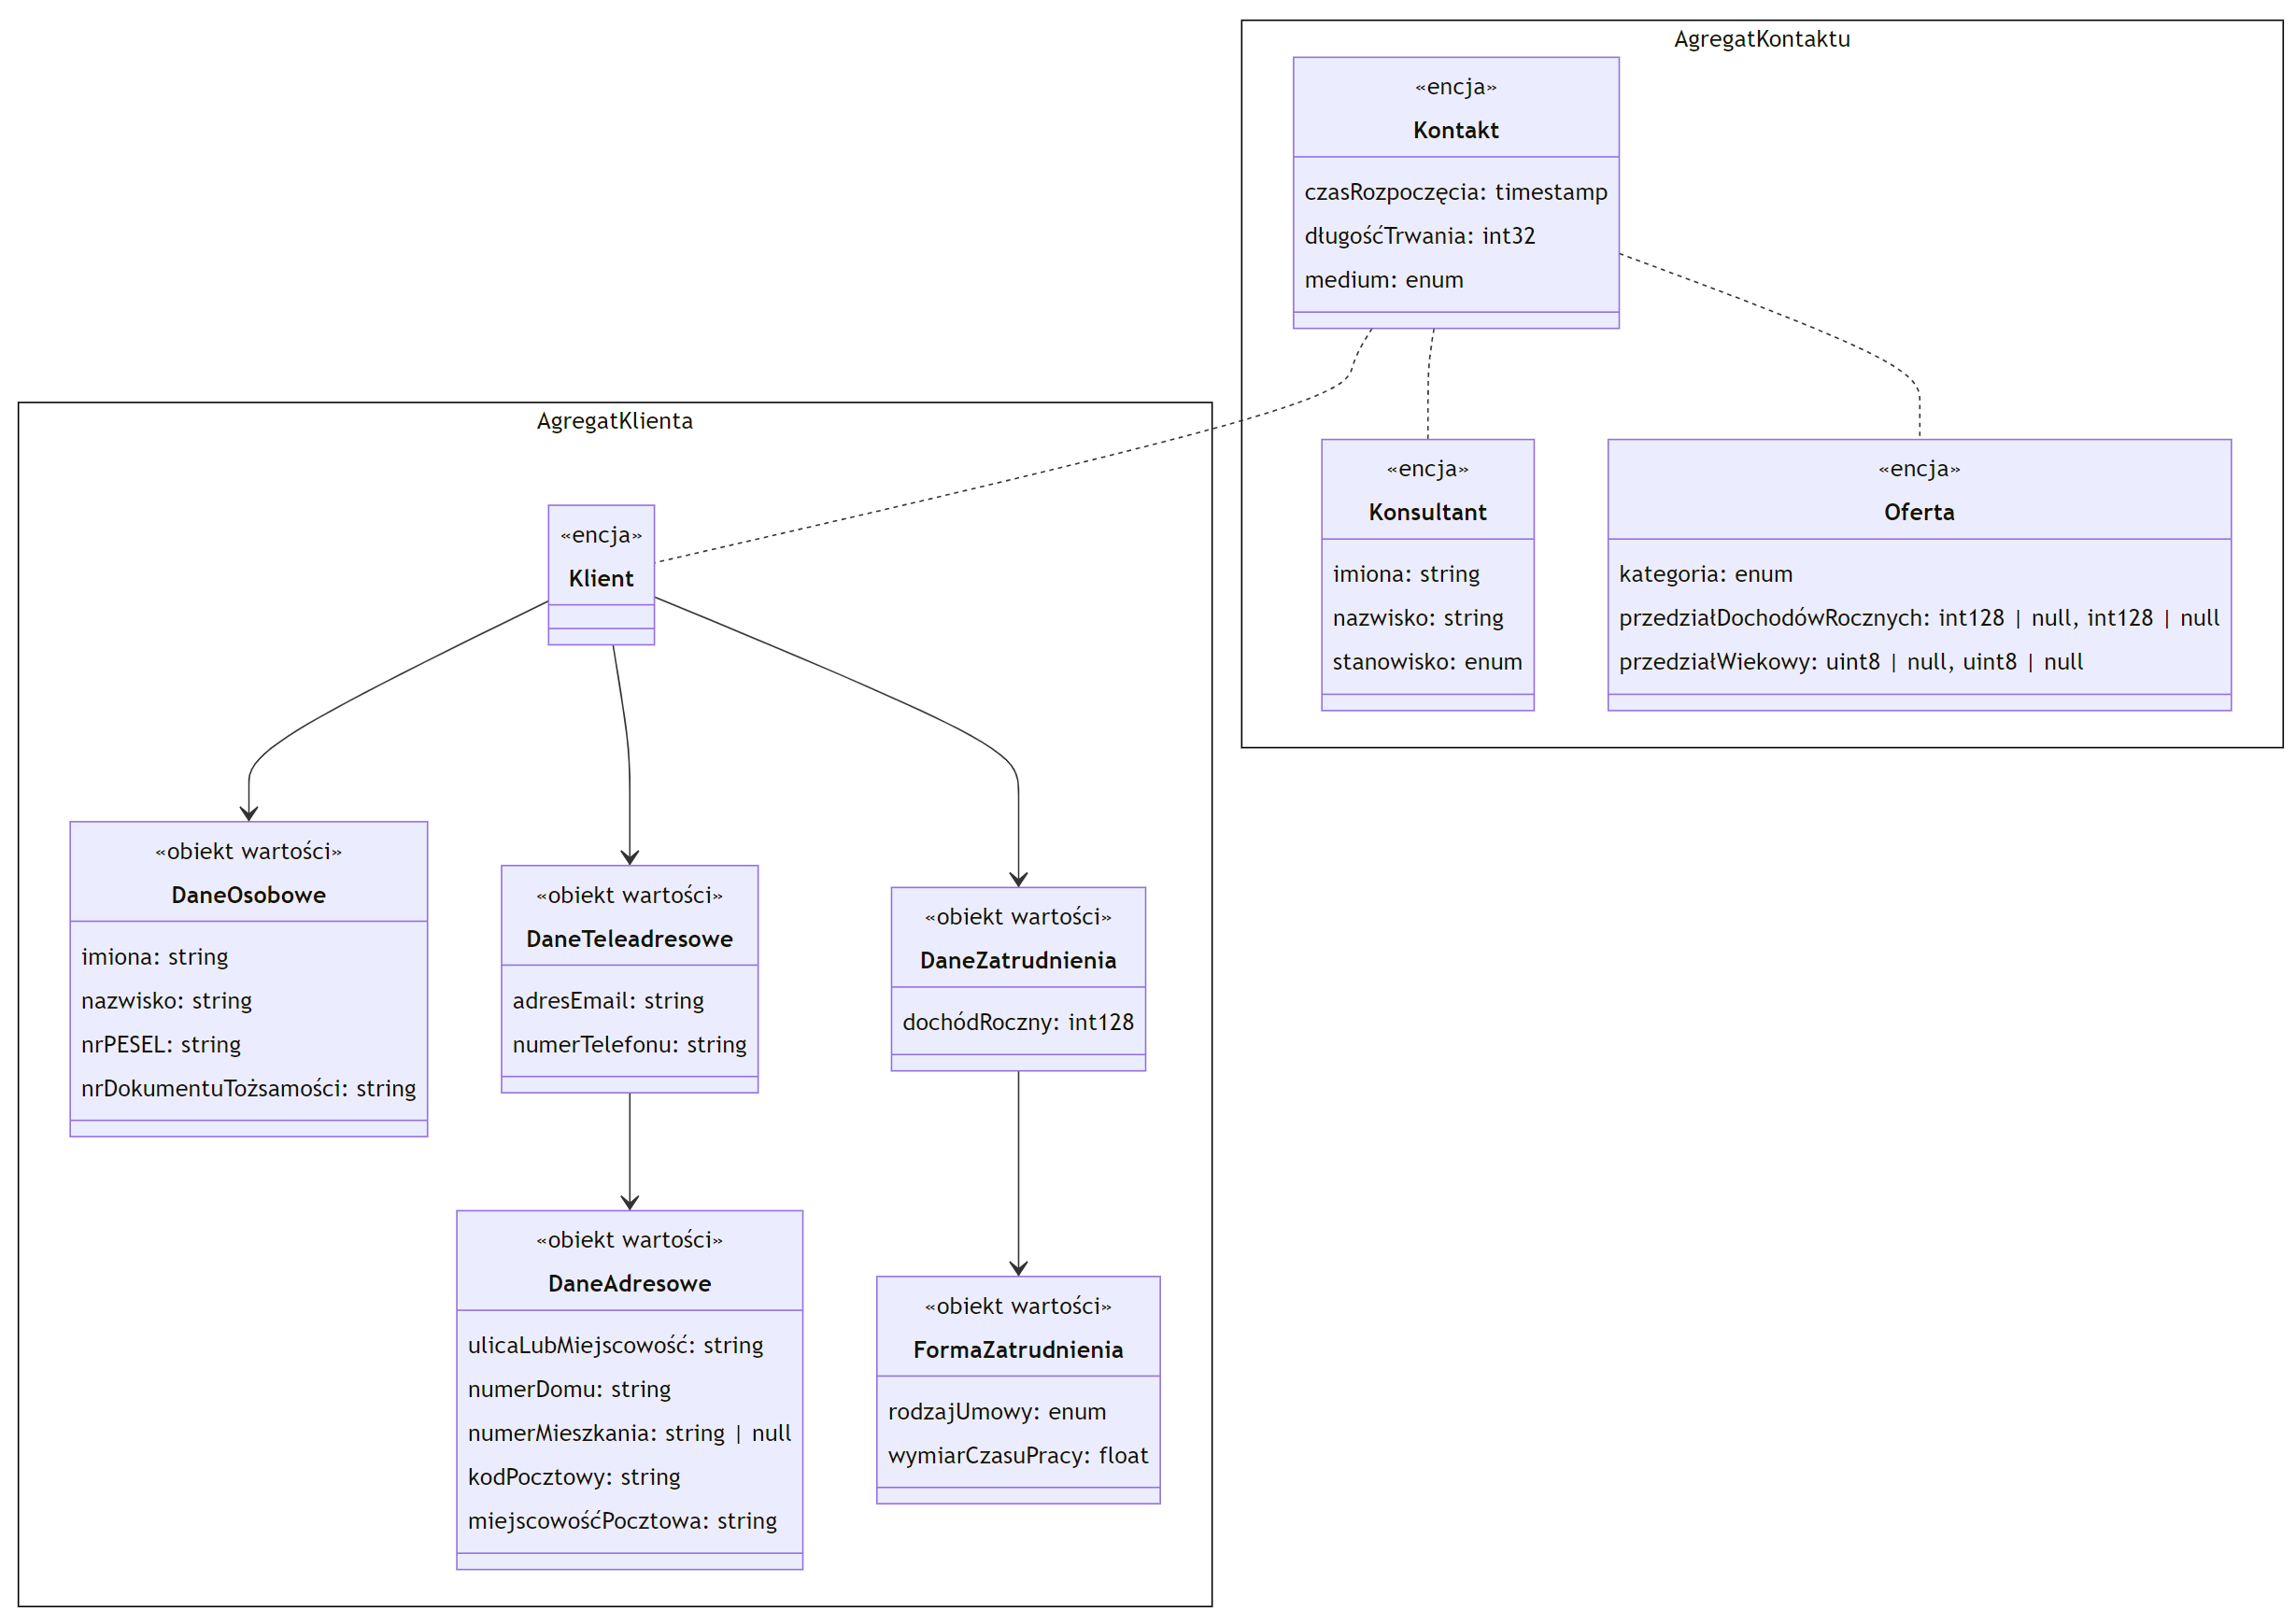 AgregatKontaktu
«encja»
Kontakt
czasRozpoczęcia: timestamp
długośćTrwania: int32
medium: enum
«encja»
Konsultant
imiona: string
nazwisko: string
stanowisko: enum
«encja»
Oferta
kategoria: enum
przedziałDochodówRocznych: int128 | null, int128 | null
przedziałWiekowy: uint8 | null, uint8 | null
AgregatKlienta
«encja»
Klient
«obiekt wartości»
DaneOsobowe
imiona: string
nazwisko: string
nrPESEL: string
nrDokumentuTożsamości: string
«obiekt wartości»
DaneTeleadresowe
adresEmail: string
numerTelefonu: string
«obiekt wartości»
DaneZatrudnienia
dochódRoczny: int128
«obiekt wartości»
DaneAdresowe
ulicaLubMiejscowość: string
numerDomu: string
numerMieszkania: string | null
kodPocztowy: string
miejscowośćPocztowa: string
«obiekt wartości»
FormaZatrudnienia
rodzajUmowy: enum
wymiarCzasuPracy: float